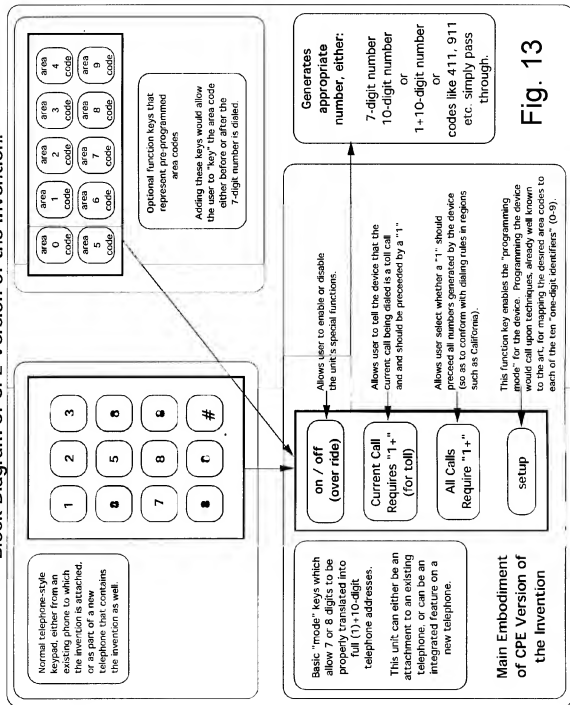 Block Diagram of CPE Version of the Invention:
Normal telephone-style
keypad, either from an
existing phone to which
the invention is attached,
or as part of a new
telephone that contains
the invention as well.
1
2
3
5
7
8
#
area
0
code
area
1
code
area
2
code
area
3
code
area
4
code
area
5
code
area
6
code
area
7
code
area
8
code
area
9
code
Optional function keys that
represent pre-programmed
area codes
Adding these keys would allow
the user to "key" the area code
either before or after the
7-digit number is dialed.
Basic "mode" keys which
allow 7 or 8 digits to be
properly translated into
full (1)+10-digit
telephone addresses.
This unit can either be an
attachment to an existing
telephone, or can be an
integrated feature on a
new telephone.
Main Embodiment
of CPE Version of
the Invention
on / off
(over ride)
Current Call
Requires "1+"
(for toll)
All Calls
Require "1+"
setup
Allows user to enable or disable
the unit's special functions.
Allows user to tell the device that the
current call being dialed is a toll call
and and should be preceeded by a "1"
Allows user select whether a "1" should
preceed all numbers generated by the device
(so as to conform with dialing rules in regions
such as California).
This function key enables the "programming
mode" for the device. Programming the device
would call upon techniques, already well known
to the art, for mapping the desired area codes to
each of the ten "one-digit identifiers" (0-9).
Generates
appropriate
number, either:
7-digit number
10-digit number
or
1+10-digit number
or
codes like 411, 911
etc. simply pass
through.
Fig. 13